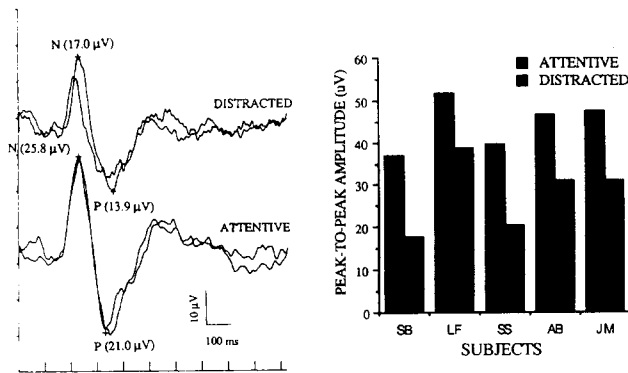 N (17.0 µV)
DISTRACTED
N (25.8 µV)
P (13.9 µV)
ATTENTIVE
P (21.0 µV)
10 µV
100 ms
ATTENTIVE
DISTRACTED
PEAK-TO-PEAK AMPLITUDE (uV)
60
50
40
30
20
10
0
SB LF SS AB JM
SUBJECTS